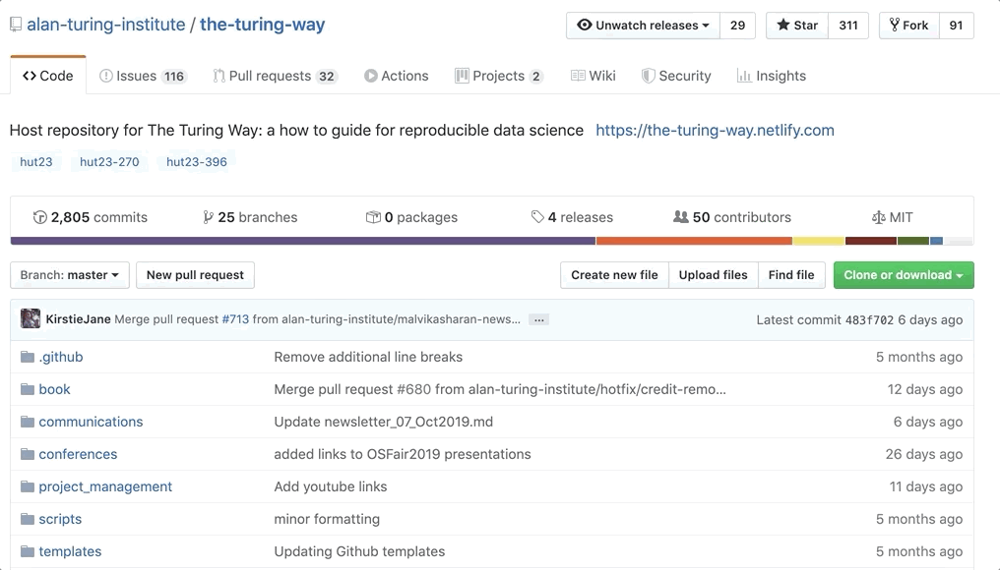 alan-turing-institute / the-turing-way Unwatch releases 29 Star 311 Fork 91
Code Issues 116 Pull requests 32 Actions Projects 2 Wiki Security Insights
Host repository for The Turing Way: a how to guide for reproducible data science https://the-turing-way.netlify.com
hut23 hut23-270 hut23-396
2,805 commits 25 branches 0 packages 4 releases 50 contributors MIT
Branch: master New pull request Create new file Upload files Find file Clone or download
KirstieJane Merge pull request #713 from alan-turing-institute/malvikasharan-news... ... Latest commit 483f702 6 days ago
.github Remove additional line breaks 5 months ago
book Merge pull request #680 from alan-turing-institute/hotfix/credit-remo... 12 days ago
communications Update newsletter_07_Oct2019.md 6 days ago
conferences added links to OSFair2019 presentations 26 days ago
project_management Add youtube links 11 days ago
scripts minor formatting 5 months ago
templates Updating Github templates 5 months ago